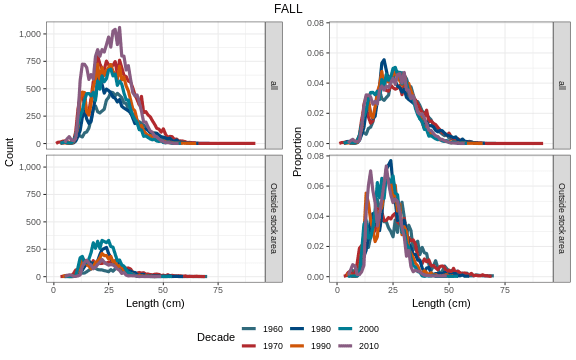 FALL
Count
1,000
750
500
250
0
all
1,000
750
500
250
0
Outside stock area
0 25 50 75
Length (cm)
Proportion
0.08
0.06
0.04
0.02
0.00
all
0.08
0.06
0.04
0.02
0.00
Outside stock area
0 25 50 75
Length (cm)
Decade
1960 1980 2000
1970 1990 2010